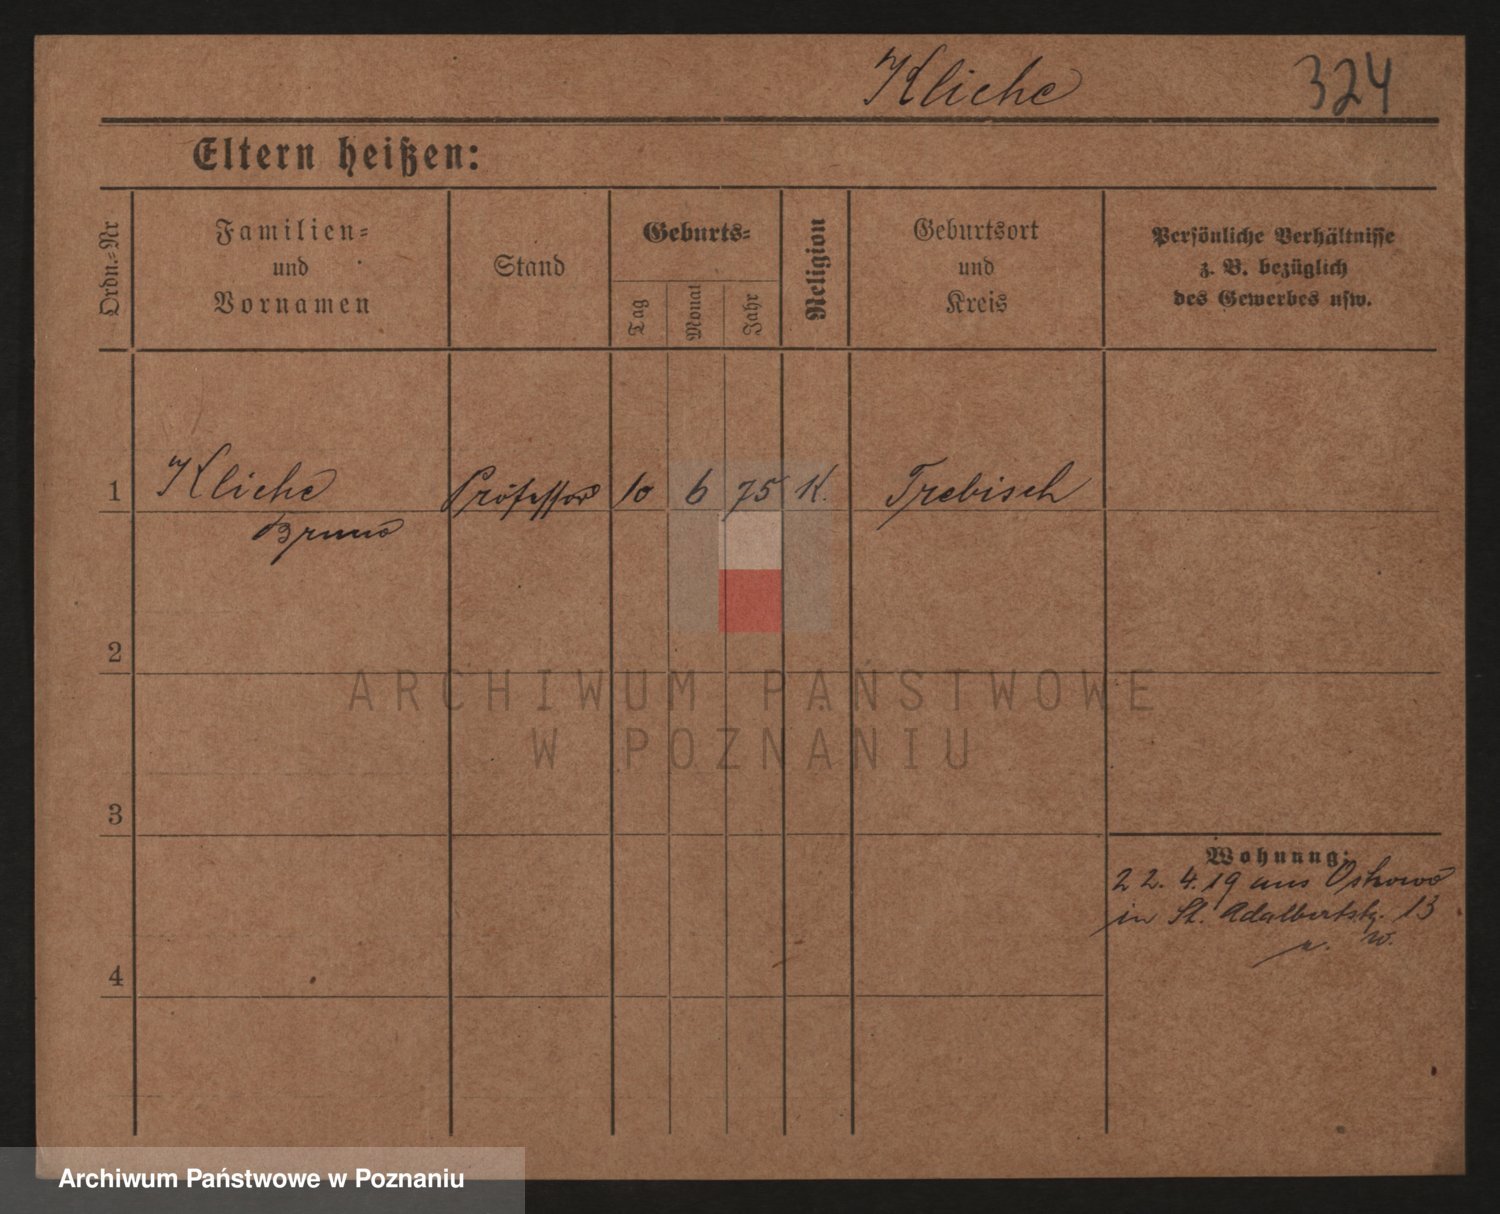 Kliche 324
Eltern heißen:
Ordn.-Nr
Familien-
und
Vornamen
Stand
Geburts-
Tag
Monat
Jahr
Religion
Geburtsort
und
Kreis
Persönliche Verhältnisse
z. B. bezüglich
des Gewerbes usw.
1 Kliche Professor 10 6 75 K. Trebisch
Bruno
2
ARCHIWUM PAŃSTWOWE
W POZNANIU
3
Wohnung:
22. 4. 19 aus Ostrowo
in St. Adalbertstr. 13
4
Archiwum Państwowe w Poznaniu